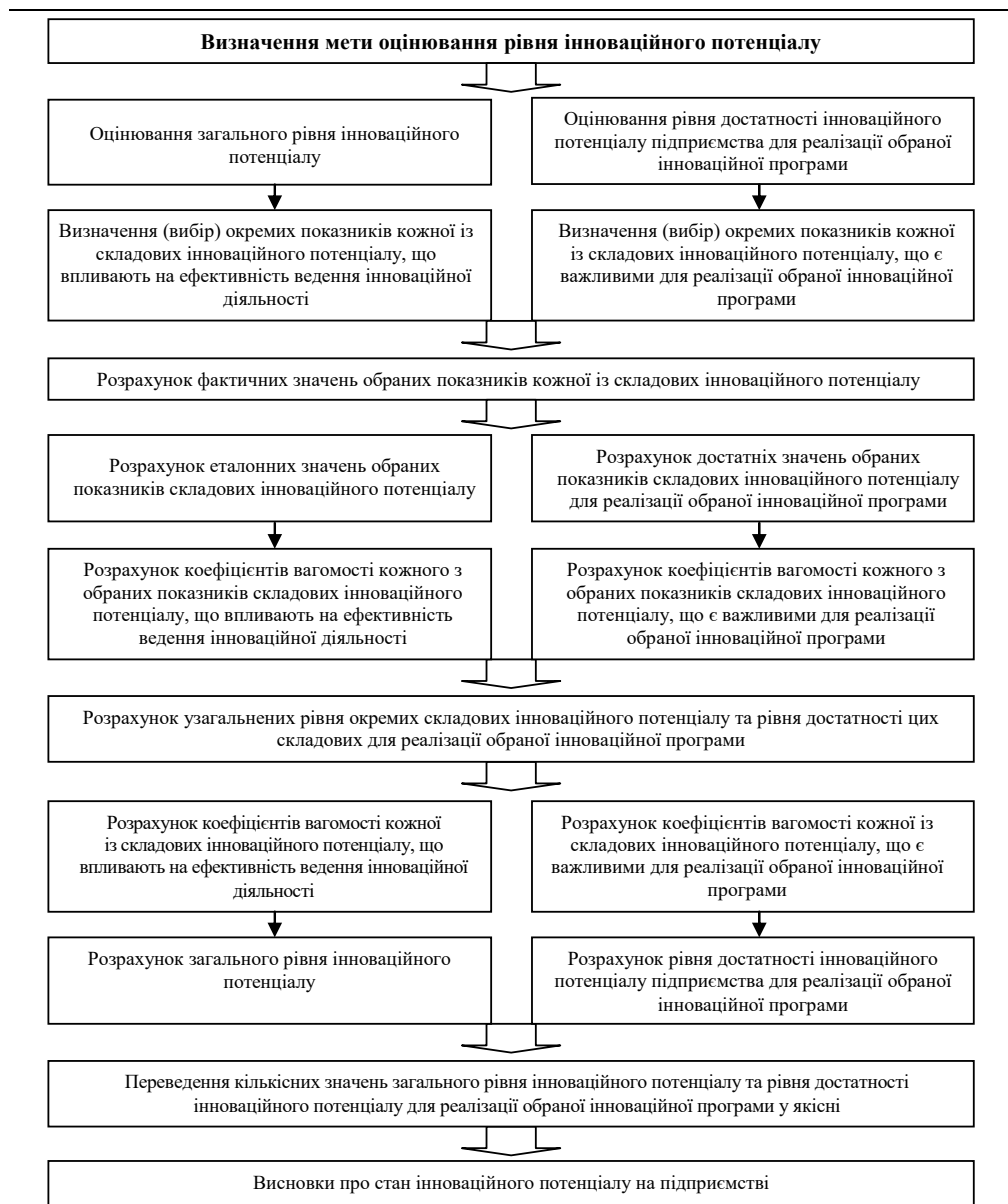 Визначення мети оцінювання рівня інноваційного потенціалу
Оцінювання загального рівня інноваційного
потенціалу
Оцінювання рівня достатності інноваційного
потенціалу підприємства для реалізації обраної
інноваційної програми
Визначення (вибір) окремих показників кожної із
складових інноваційного потенціалу, що
впливають на ефективність ведення інноваційної
діяльності
Визначення (вибір) окремих показників кожної
із складових інноваційного потенціалу, що є
важливими для реалізації обраної інноваційної
програми
Розрахунок фактичних значень обраних показників кожної із складових інноваційного потенціалу
Розрахунок еталонних значень обраних
показників складових інноваційного потенціалу
Розрахунок достатніх значень обраних
показників складових інноваційного потенціалу
для реалізації обраної інноваційної програми
Розрахунок коефіцієнтів вагомості кожного з
обраних показників складових інноваційного
потенціалу, що впливають на ефективність
ведення інноваційної діяльності
Розрахунок коефіцієнтів вагомості кожного з
обраних показників складових інноваційного
потенціалу, що є важливими для реалізації
обраної інноваційної програми
Розрахунок узагальнених рівня окремих складових інноваційного потенціалу та рівня достатності цих
складових для реалізації обраної інноваційної програми
Розрахунок коефіцієнтів вагомості кожної
із складових інноваційного потенціалу, що
впливають на ефективність ведення інноваційної
діяльності
Розрахунок коефіцієнтів вагомості кожної із
складових інноваційного потенціалу, що є
важливими для реалізації обраної інноваційної
програми
Розрахунок загального рівня інноваційного
потенціалу
Розрахунок рівня достатності інноваційного
потенціалу підприємства для реалізації обраної
інноваційної програми
Переведення кількісних значень загального рівня інноваційного потенціалу та рівня достатності
інноваційного потенціалу для реалізації обраної інноваційної програми у якісні
Висновки про стан інноваційного потенціалу на підприємстві